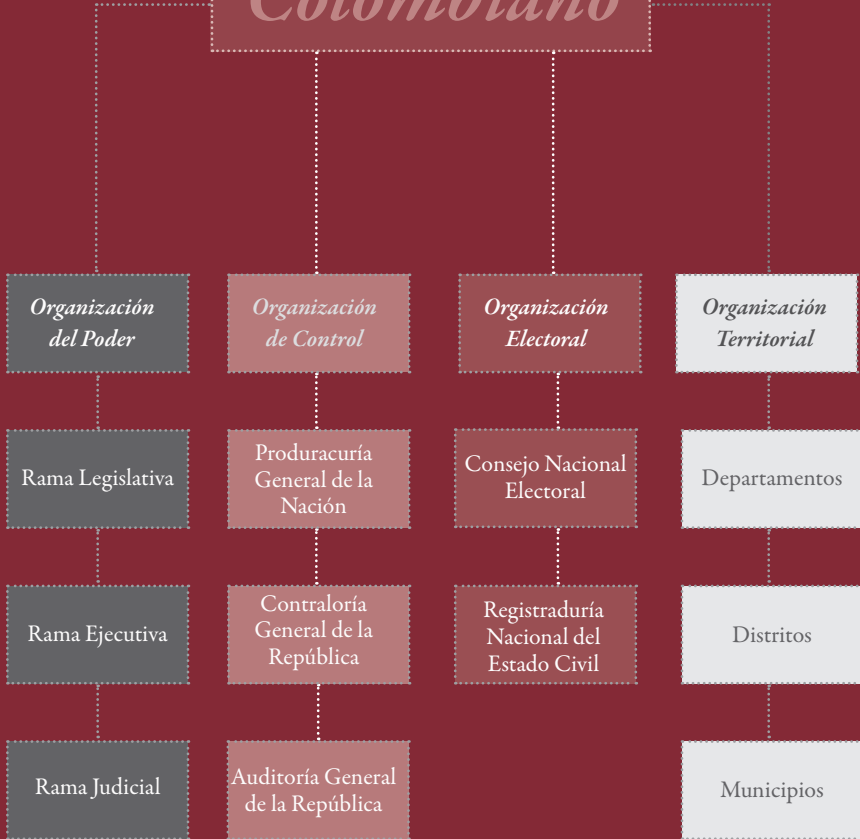 Colombiano
Organización
del Poder
Rama Legislativa
Rama Ejecutiva
Rama Judicial
Organización
de Control
Produracuría
General de la
Nación
Contraloría
General de la
República
Auditoría General
de la República
Organización
Electoral
Consejo Nacional
Electoral
Registraduría
Nacional del
Estado Civil
Organización
Territorial
Departamentos
Distritos
Municipios